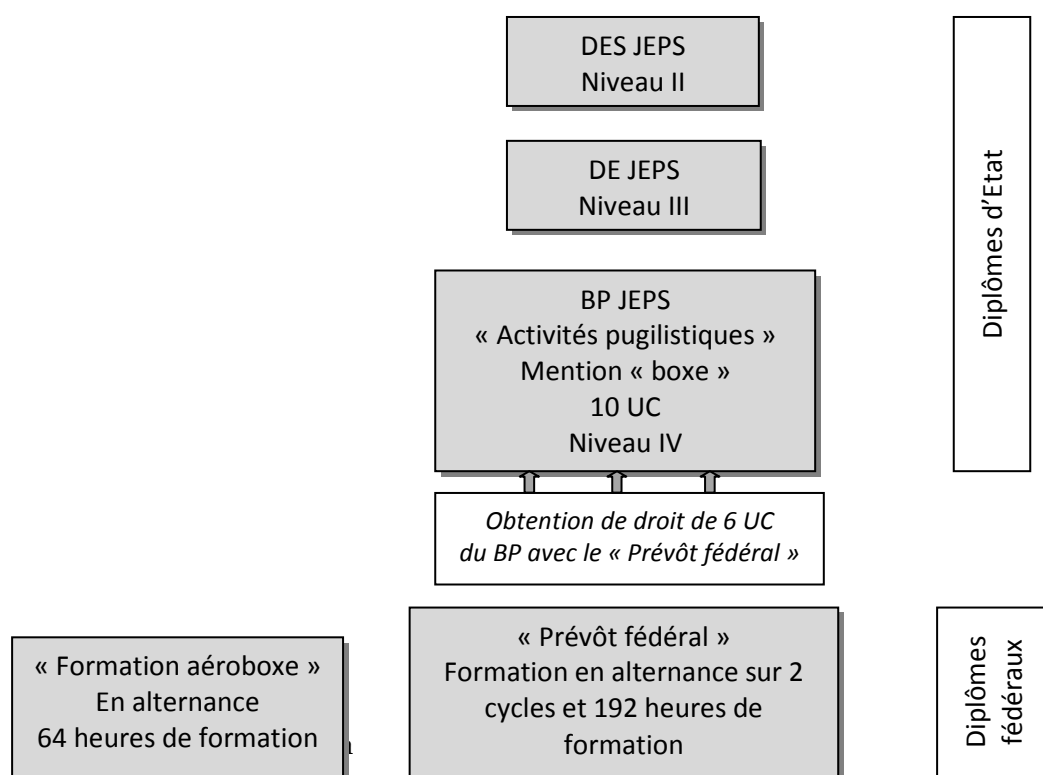 DES JEPS
Niveau II
DE JEPS
Niveau III
Diplômes d’Etat
BP JEPS
« Activités pugilistiques »
Mention « boxe »
10 UC
Niveau IV
Obtention de droit de 6 UC
du BP avec le « Prévôt fédéral »
« Formation aéroboxe »
En alternance
64 heures de formation
« Prévôt fédéral »
Formation en alternance sur 2
cycles et 192 heures de
formation
Diplômes
fédéraux